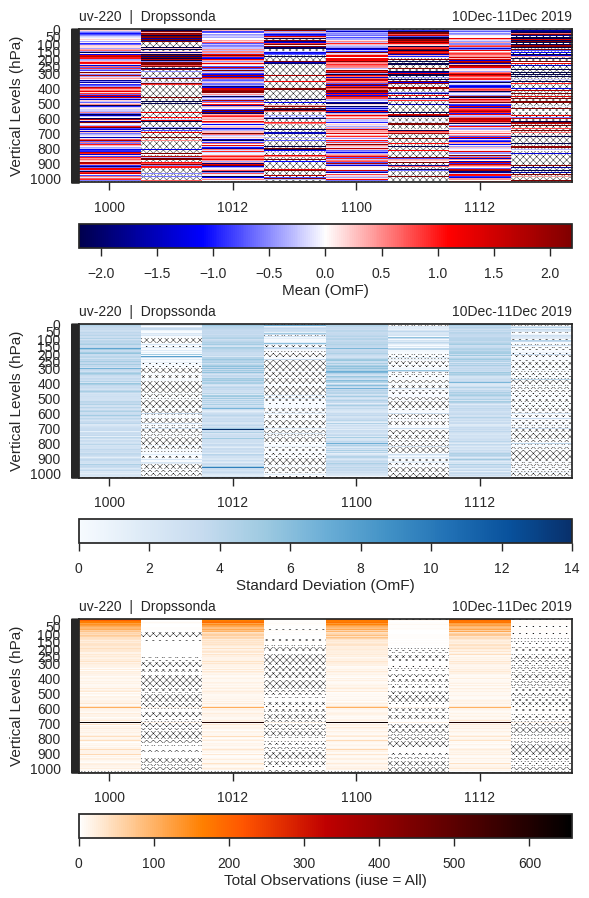 uv-220 | Dropssonda 10Dec-11Dec 2019
Vertical Levels (hPa)
0
50
100
150
200
250
300
400
500
600
700
800
900
1000
1000 1012 1100 1112
−2.0 −1.5 −1.0 −0.5 0.0 0.5 1.0 1.5 2.0
Mean (OmF)
uv-220 | Dropssonda 10Dec-11Dec 2019
Vertical Levels (hPa)
0
50
100
150
200
250
300
400
500
600
700
800
900
1000
1000 1012 1100 1112
0 2 4 6 8 10 12 14
Standard Deviation (OmF)
uv-220 | Dropssonda 10Dec-11Dec 2019
Vertical Levels (hPa)
0
50
100
150
200
250
300
400
500
600
700
800
900
1000
1000 1012 1100 1112
0 100 200 300 400 500 600
Total Observations (iuse = All)